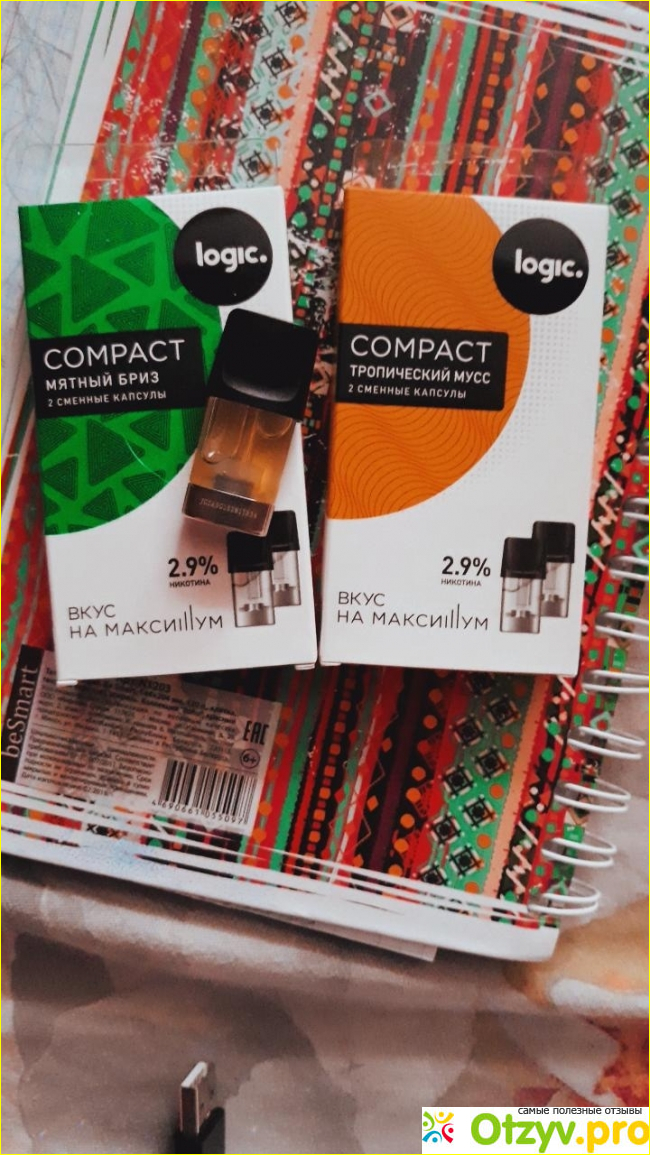 logic.
COMPACT
МЯТНЫЙ БРИЗ
2 СМЕННЫЕ КАПСУЛЫ
2.9%
НИКОТИНА
ВКУС
НА МАКСИМУМ
logic.
COMPACT
ТРОПИЧЕСКИЙ МУСС
2 СМЕННЫЕ КАПСУЛЫ
2.9%
НИКОТИНА
ВКУС
НА МАКСИМУМ
beSmart
EAC
6+
4690661055097
самые полезные отзывы
Otzyv.pro